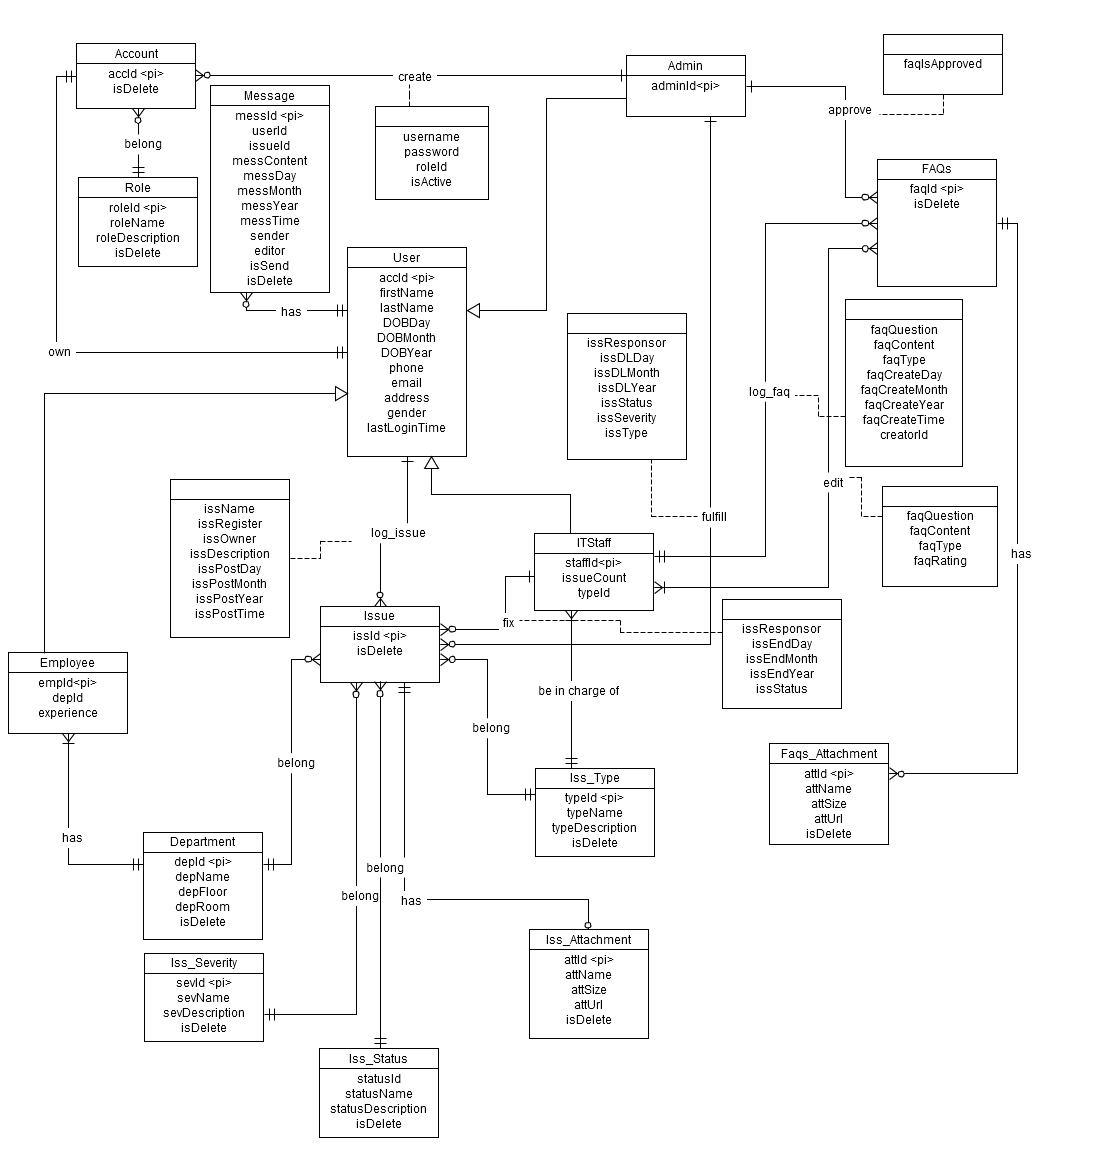 Account
accId <pi>
isDelete
create
Admin
adminId<pi>
faqIsApproved
approve
Message
messId <pi>
userId
issueId
messContent
messDay
messMonth
messYear
messTime
sender
editor
isSend
isDelete
username
password
roleId
isActive
belong
Role
roleId <pi>
roleName
roleDescription
isDelete
FAQs
faqId <pi>
isDelete
User
accId <pi>
firstName
lastName
DOBDay
DOBMonth
DOBYear
phone
email
address
gender
lastLoginTime
has
own
issResponsor
issDLDay
issDLMonth
issDLYear
issStatus
issSeverity
issType
faqQuestion
faqContent
faqType
faqCreateDay
faqCreateMonth
faqCreateYear
faqCreateTime
creatorId
log_faq
edit
faqQuestion
faqContent
faqType
faqRating
has
issName
issRegister
issOwner
issDescription
issPostDay
issPostMonth
issPostYear
issPostTime
log_issue
fulfill
ITStaff
staffId<pi>
issueCount
typeId
fix
Issue
issId <pi>
isDelete
issResponsor
issEndDay
issEndMonth
issEndYear
issStatus
Employee
empId<pi>
depId
experience
be in charge of
belong
belong
Iss_Type
typeId <pi>
typeName
typeDescription
isDelete
Faqs_Attachment
attId <pi>
attName
attSize
attUrl
isDelete
has
Department
depId <pi>
depName
depFloor
depRoom
isDelete
belong
belong
has
Iss_Attachment
attId <pi>
attName
attSize
attUrl
isDelete
Iss_Severity
sevId <pi>
sevName
sevDescription
isDelete
Iss_Status
statusId
statusName
statusDescription
isDelete